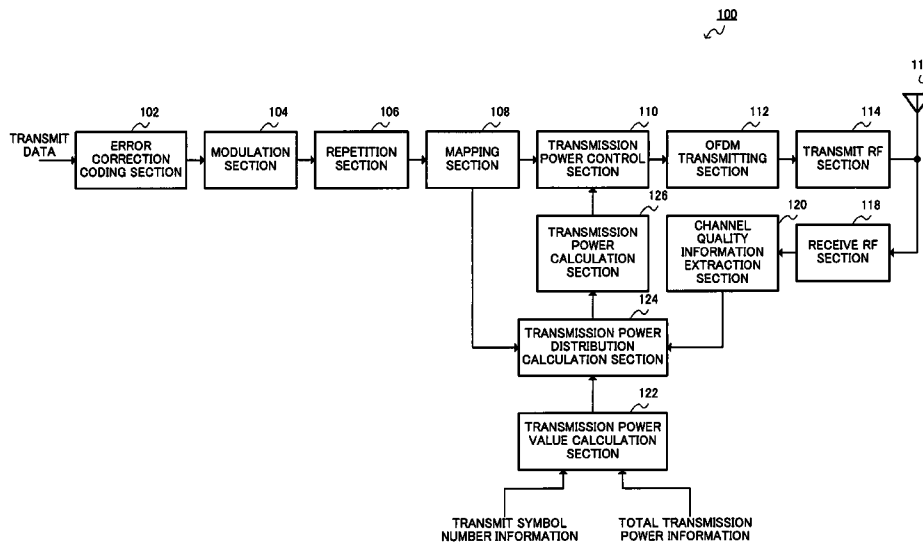 100
11
102
104
106
108
110
112
114
TRANSMIT
DATA
ERROR
CORRECTION
CODING SECTION
MODULATION
SECTION
REPETITION
SECTION
MAPPING
SECTION
TRANSMISSION
POWER CONTROL
SECTION
OFDM
TRANSMITTING
SECTION
TRANSMIT RF
SECTION
126
120
118
TRANSMISSION
POWER
CALCULATION
SECTION
CHANNEL
QUALITY
INFORMATION
EXTRACTION
SECTION
RECEIVE RF
SECTION
124
TRANSMISSION POWER
DISTRIBUTION
CALCULATION SECTION
122
TRANSMISSION POWER
VALUE CALCULATION
SECTION
TRANSMIT SYMBOL
NUMBER INFORMATION
TOTAL TRANSMISSION
POWER INFORMATION